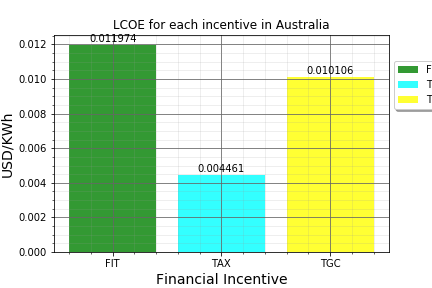 LCOE for each incentive in Australia
0.012
0.010
0.008
0.006
0.004
0.002
0.000
USD/KWh
0.011974
0.004461
0.010106
FIT
TAX
TGC
Financial Incentive